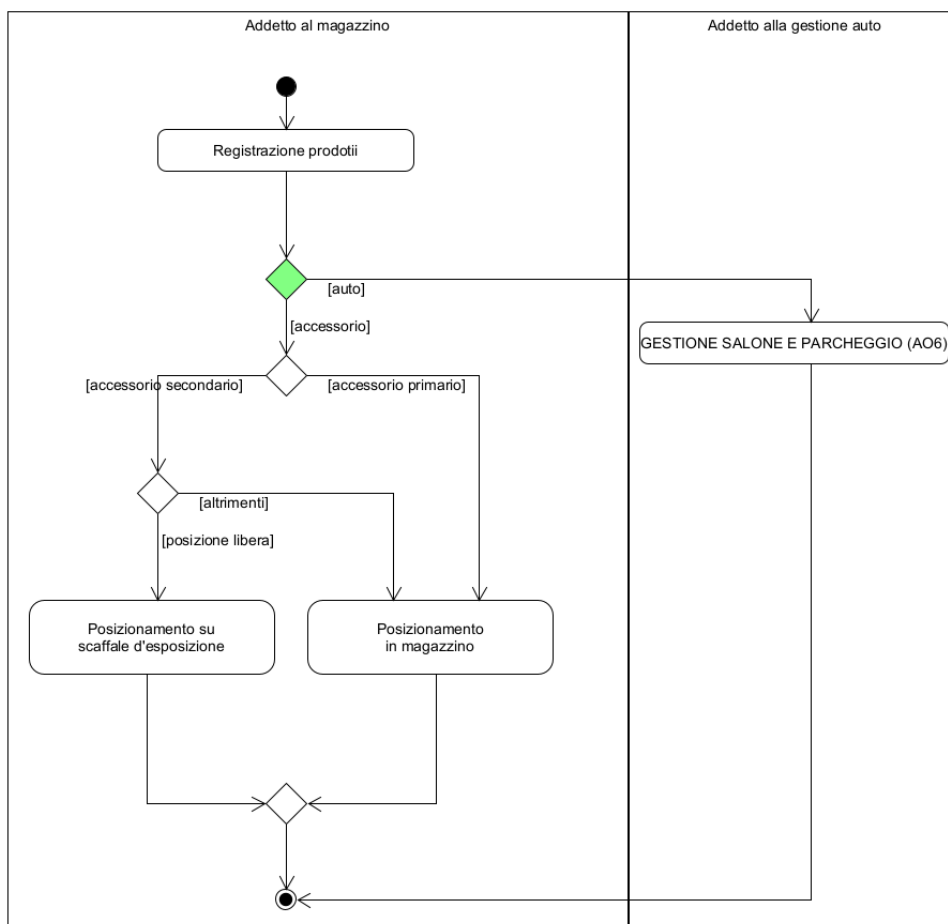 Addetto al magazzino
Addetto alla gestione auto
Registrazione prodotii
[auto]
[accessorio]
GESTIONE SALONE E PARCHEGGIO (AO6)
[accessorio secondario]
[accessorio primario]
[altrimenti]
[posizione libera]
Posizionamento su
scaffale d'esposizione
Posizionamento
in magazzino